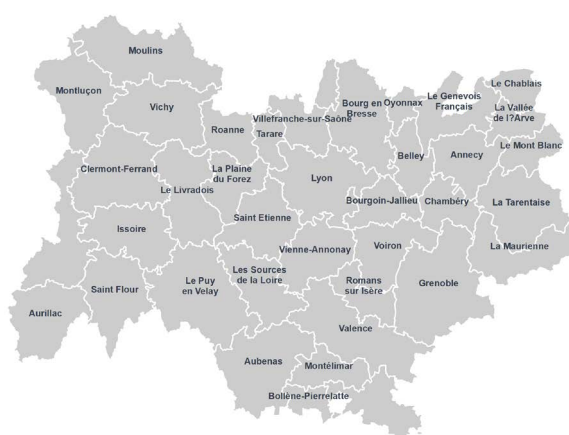 Moulins
Montluçon
Vichy
Roanne
Villefranche-sur-Saône
Tarare
Bourg en
Bresse
Oyonnax
Le Genevois
Français
Le Chablais
La Vallée
de l?Arve
Le Mont Blanc
Annecy
Belley
Clermont-Ferrand
Le Livradois
La Plaine
du Forez
Lyon
Bourgoin-Jallieu
Chambéry
La Tarentaise
Saint Etienne
Issoire
Vienne-Annonay
Voiron
La Maurienne
Saint Flour
Le Puy
en Velay
Les Sources
de la Loire
Romans
sur Isère
Grenoble
Aurillac
Valence
Aubenas
Montélimar
Bollène-Pierrelatte